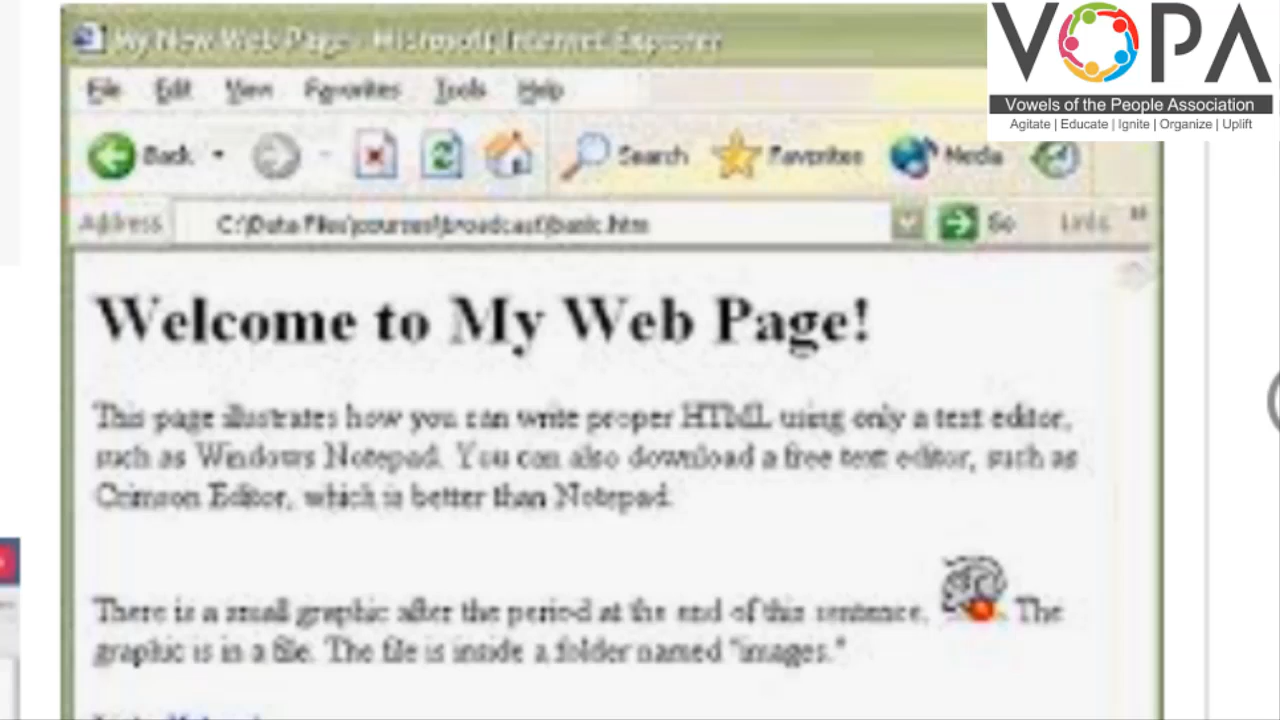 My New Web Page - Microsoft Internet Explorer
VOPA
Vowels of the People Association
Agitate | Educate | Ignite | Organize | Uplift
File Edit View Favorites Tools Help
Back Search Favorites Media
Address C:\Data Files\courses\broadcast\basic.htm Go Links »
Welcome to My Web Page!
This page illustrates how you can write proper HTML using only a text editor,
such as Windows Notepad. You can also download a free text editor, such as
Crimson Editor, which is better than Notepad.
There is a small graphic after the period at the end of this sentence. The
graphic is in a file. The file is inside a folder named "images."